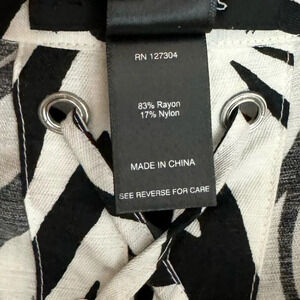 RN 127304
83% Rayon
17% Nylon
MADE IN CHINA
SEE REVERSE FOR CARE